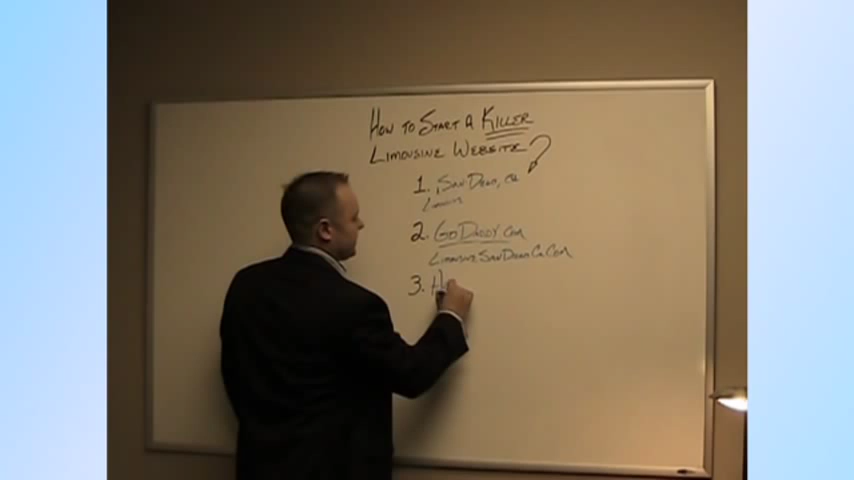 How to Start a Killer
Limousine Website?
1. San Diego, Ca
Limousine
2. GoDaddy.com
LimousineSanDiegoCa.Com
3. H